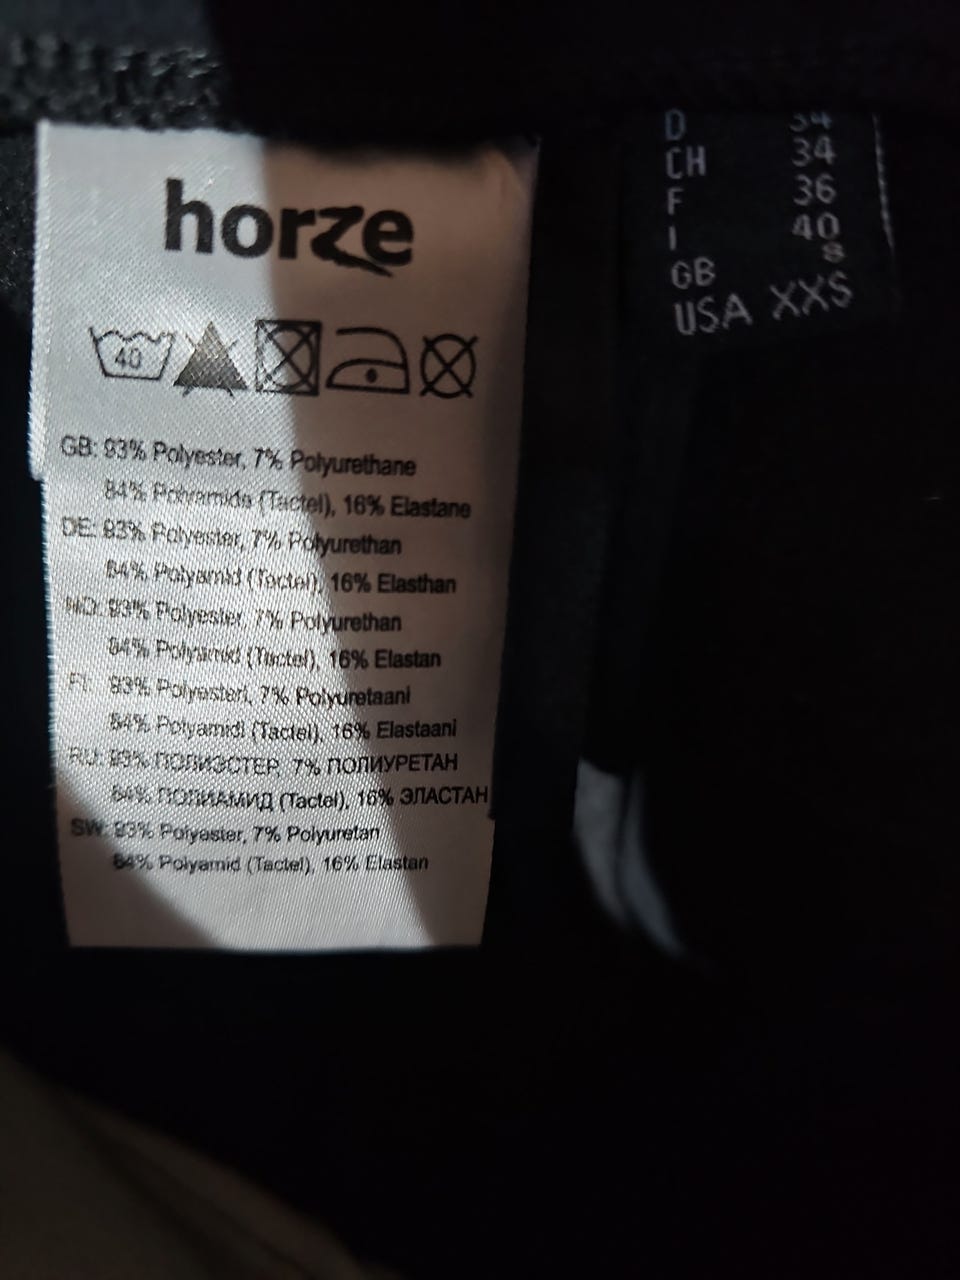 horze
40
GB: 93% Polyester, 7% Polyurethane
84% Polyamide (Tactel), 16% Elastane
DE: 93% Polyester, 7% Polyurethan
84% Polyamid (Tactel), 16% Elasthan
NO: 93% Polyester, 7% Polyurethan
84% Polyamid (Tactel), 16% Elastan
FI: 93% Polyesteri, 7% Polyuretaani
84% Polyamidi (Tactel), 16% Elastaani
RU: 93% ПОЛИЭСТЕР, 7% ПОЛИУРЕТАН
84% ПОЛИАМИД (Tactel), 16% ЭЛАСТАН
SW: 93% Polyester, 7% Polyuretan
84% Polyamid (Tactel), 16% Elastan
D 34
CH 34
F 36
I 40
GB 8
USA XXS